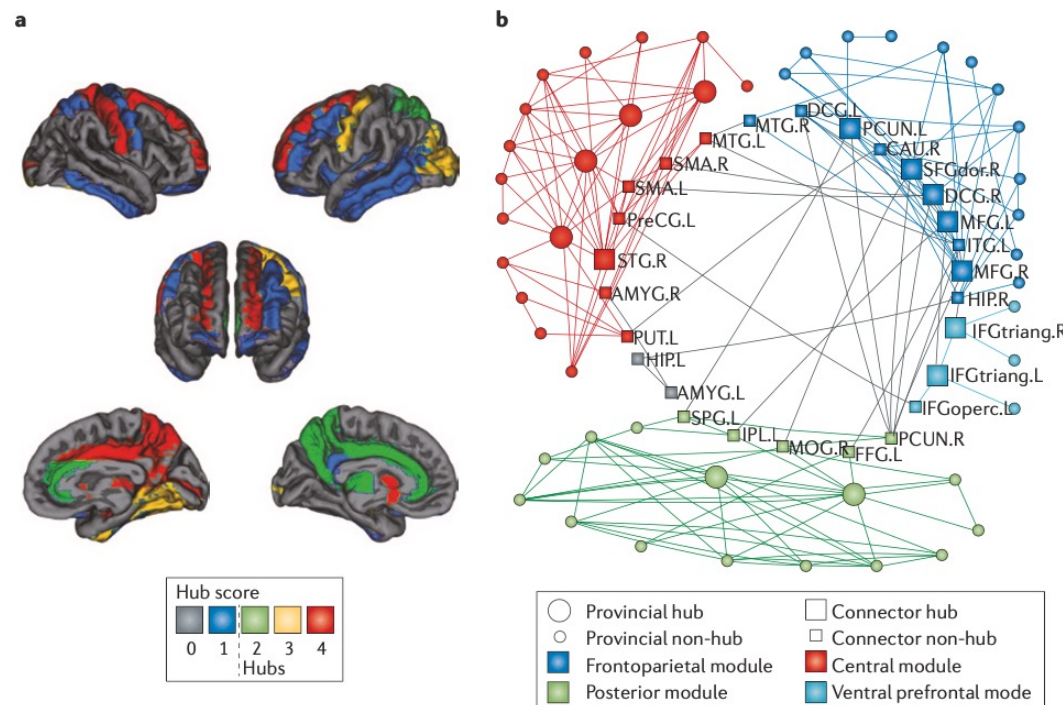 a
b
DCG.L
MTG.R
PCUN.L
MTG.L
CAU.R
SMA.R
SFGdor.R
SMA.L
DCG.R
PreCG.L
MFG.L
ITG.L
STG.R
MFG.R
AMYG.R
HIP.R
IFGtriang.R
PUT.L
HIP.L
IFGtriang.L
AMYG.L
IFGoperc.L
SPG.L
IPL.L
PCUN.R
MOG.R
FFG.L
Hub score
0 1 2 3 4
Hubs
Provincial hub
Connector hub
Provincial non-hub
Connector non-hub
Frontoparietal module
Central module
Posterior module
Ventral prefrontal mode